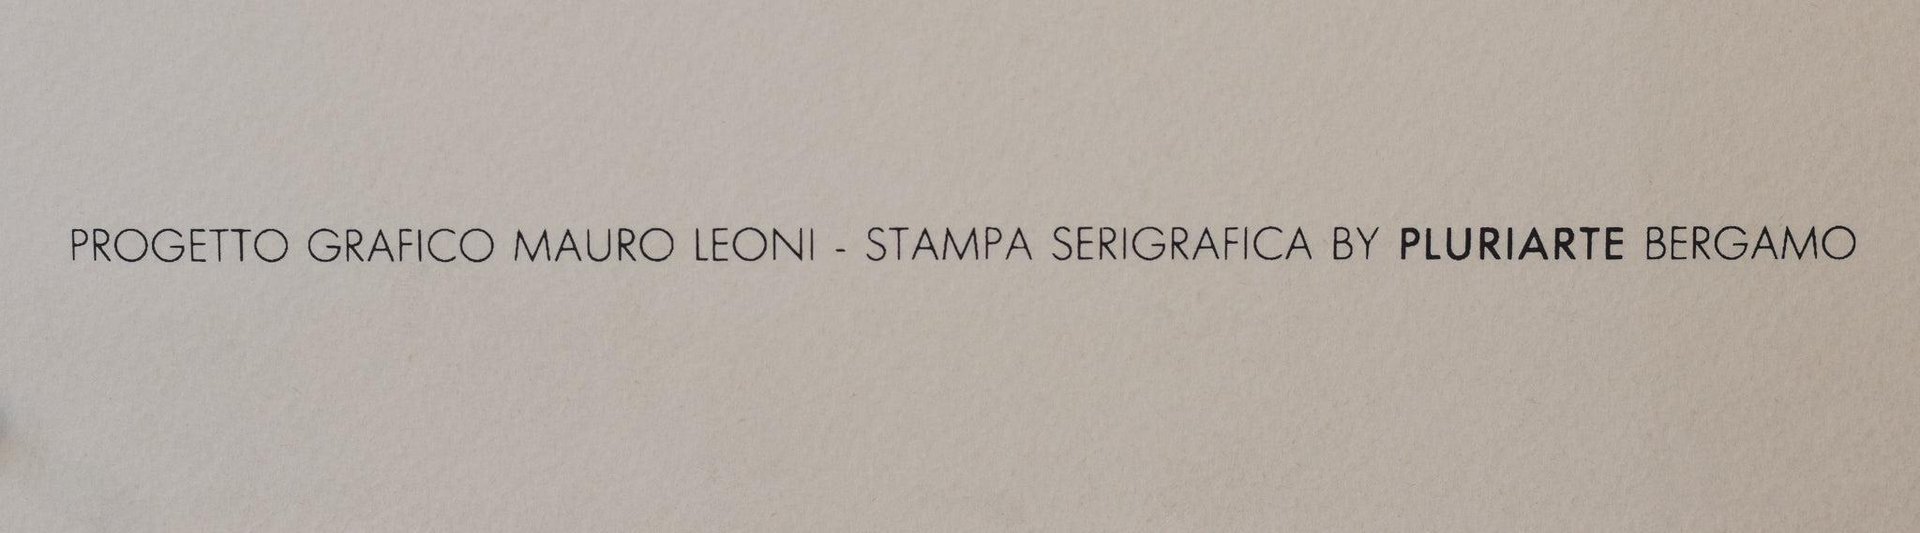 PROGETTO GRAFICO MAURO LEONI - STAMPA SERIGRAFICA BY PLURIARTE BERGAMO